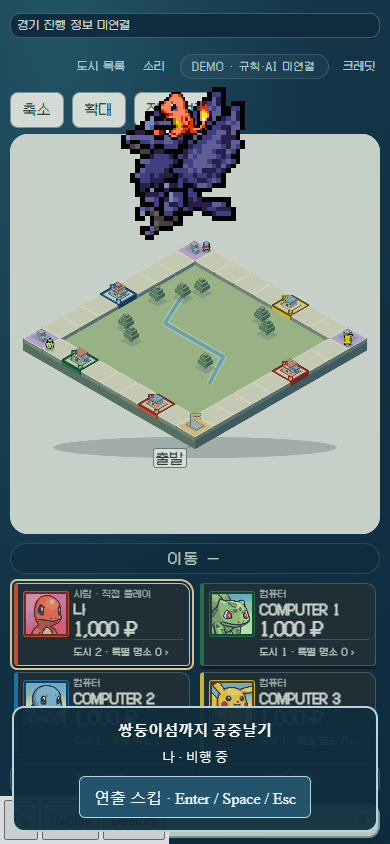 경기 진행 정보 미연결
도시 목록
소리
DEMO · 규칙·AI 미연결
크레딧
축소
확대
출발
이동 —
사람 · 직접 플레이
나
1,000 ₽
도시 2 · 특별 명소 0 ›
컴퓨터
COMPUTER 1
1,000 ₽
도시 1 · 특별 명소 0 ›
컴퓨터
COMPUTER 2
컴퓨터
COMPUTER 3
쌍둥이섬까지 공중날기
나 · 비행 중
연출 스킵 · Enter / Space / Esc